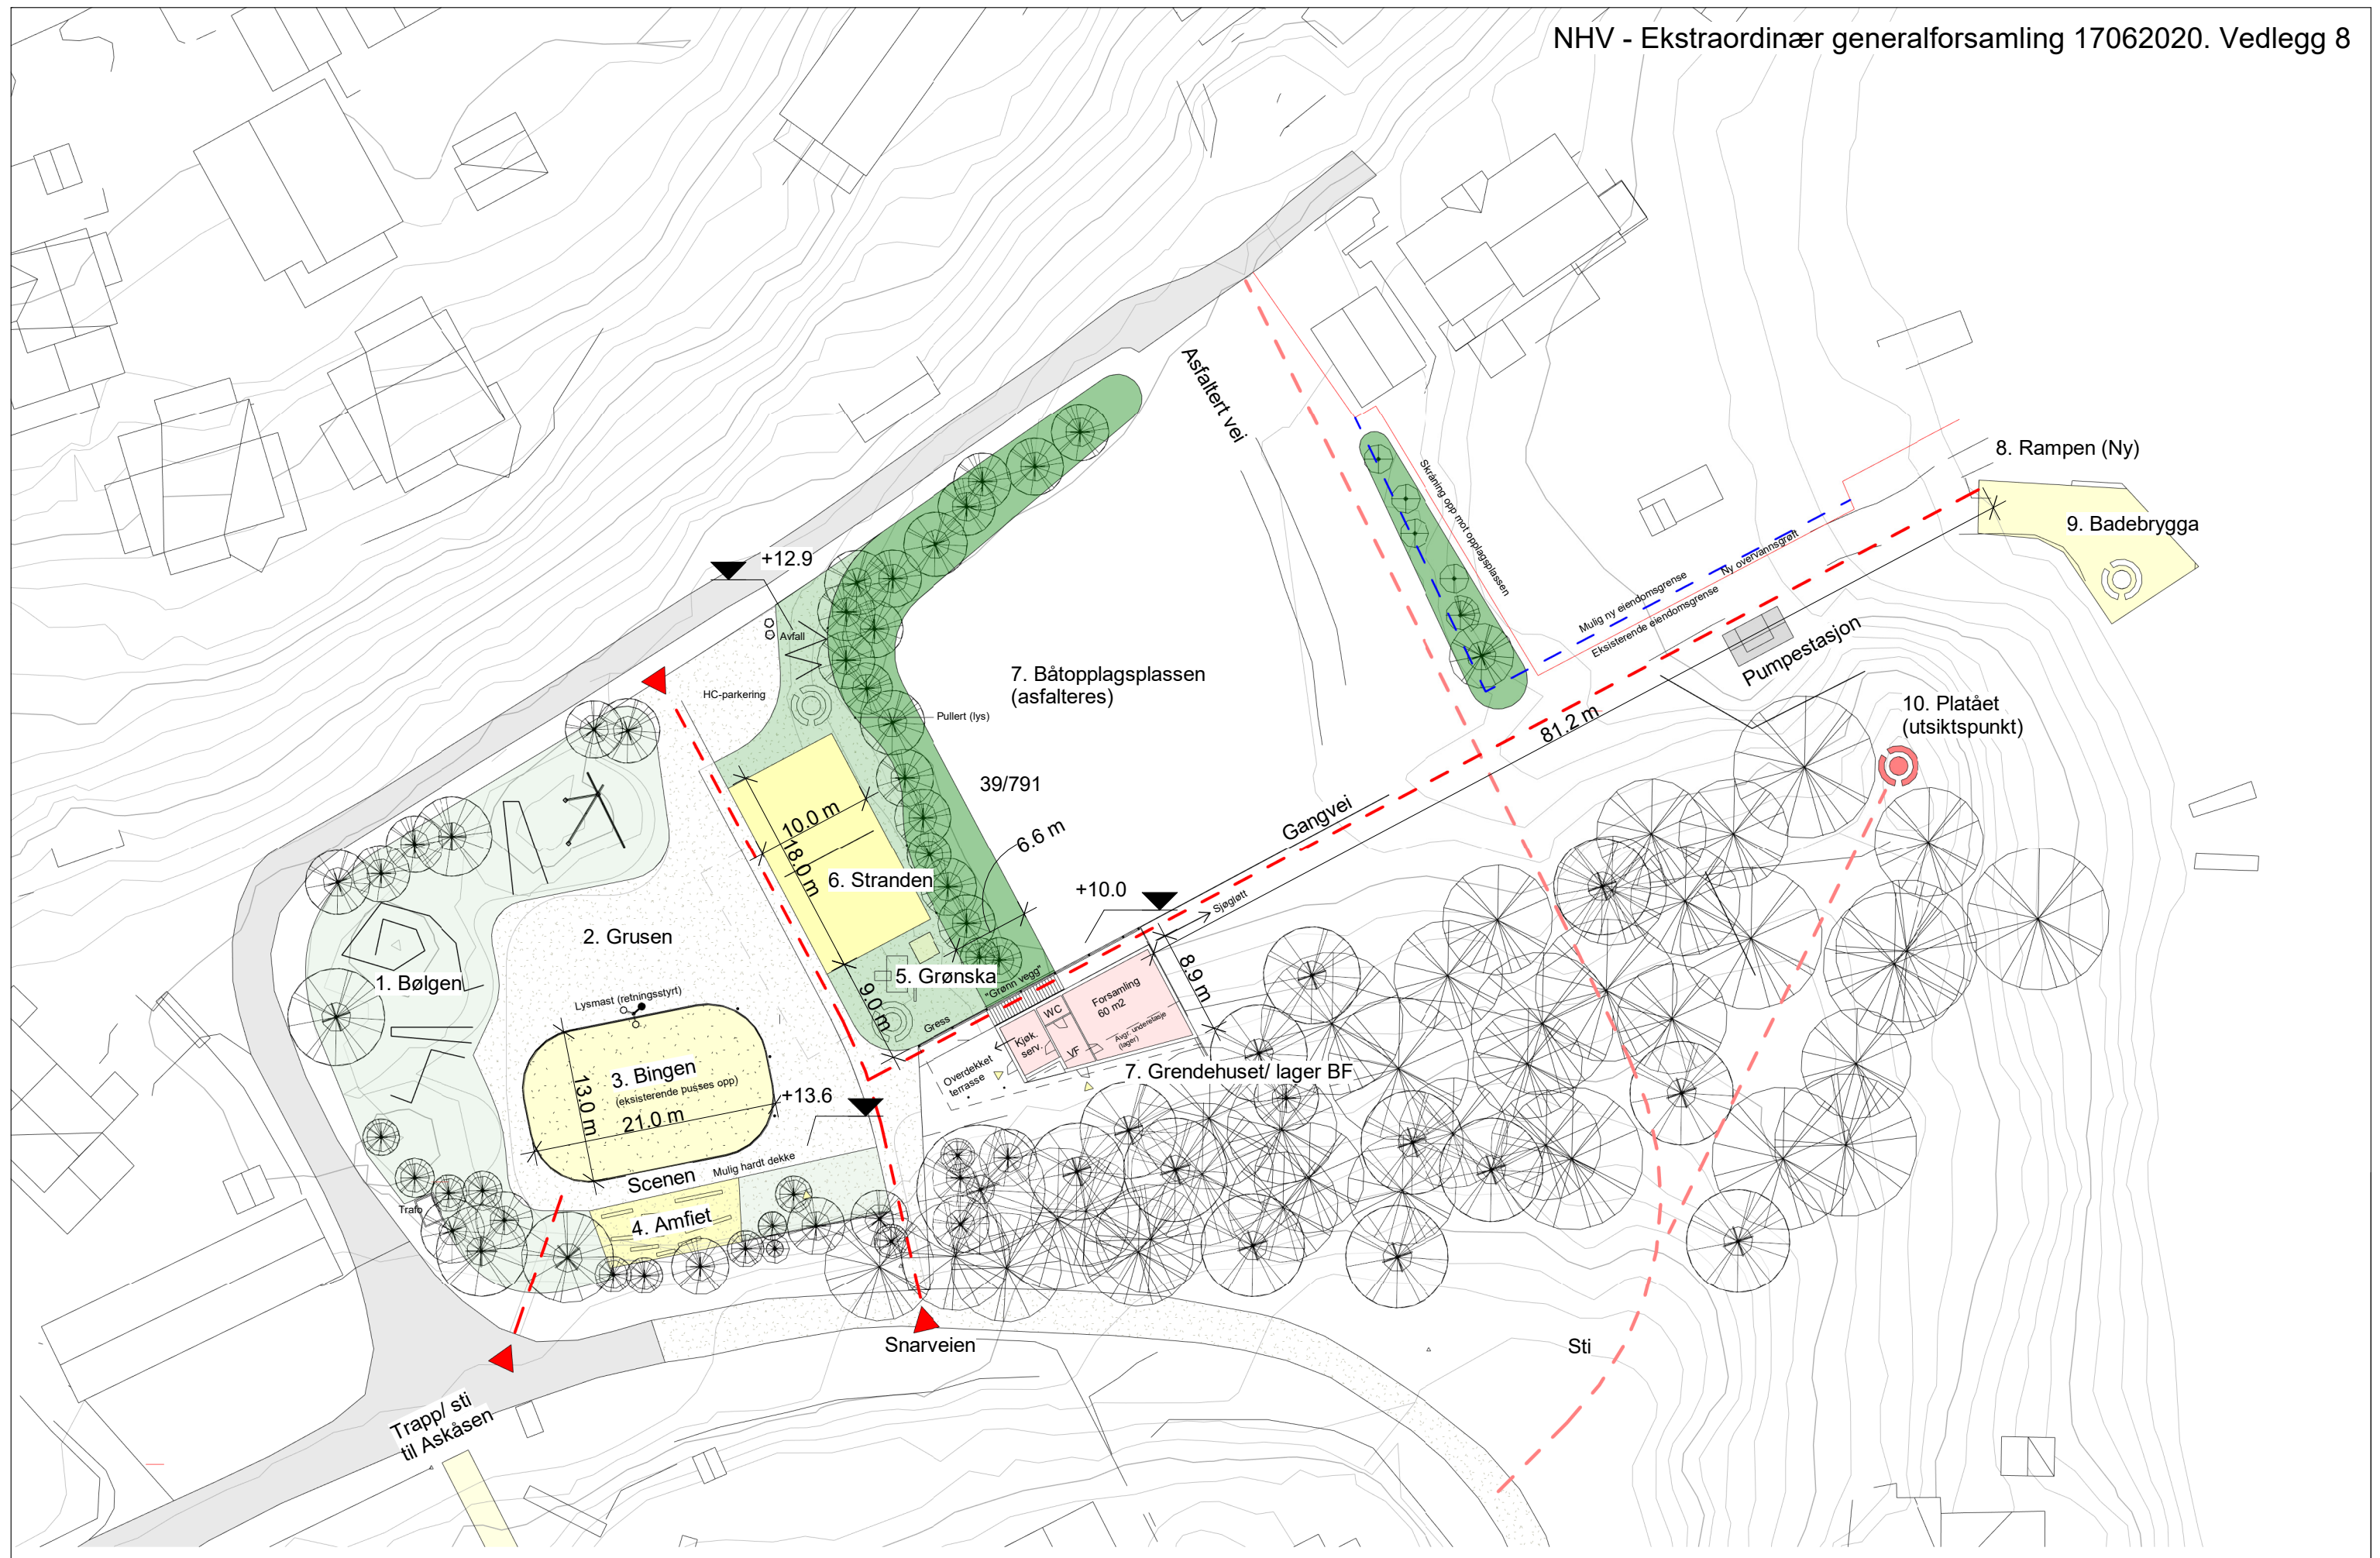 NHV - Ekstraordinær generalforsamling 17062020. Vedlegg 8
Asfaltert vei
8. Rampen (Ny)
Skråning opp mot opplagsplassen
9. Badebrygga
+12.9
Ny overvannsgrøft
Mulig ny eiendomsgrense
Eksisterende eiendomsgrense
Avfall
Pumpestasjon
7. Båtopplagsplassen
(asfalteres)
HC-parkering
Pullert (lys)
10. Platået
(utsiktspunkt)
81.2 m
39/791
10.0 m
18.0 m
Gangvei
6.6 m
6. Stranden
+10.0
Sjøgløtt
2. Grusen
1. Bølgen
5. Grønska
"Grønn vegg"
8.9 m
9.0 m
Lysmast (retningsstyrt)
Gress
WC
Forsamling
60 m2
Kjøk.
serv.
VF
Avgr. underetasje
(lager)
Overdekket
terrasse
7. Grendehuset/ lager BF
3. Bingen
(eksisterende pusses opp)
13.0 m
21.0 m
+13.6
Mulig hardt dekke
Scenen
4. Amfiet
Trafo
Snarveien
Sti
Trapp/ sti
til Askåsen